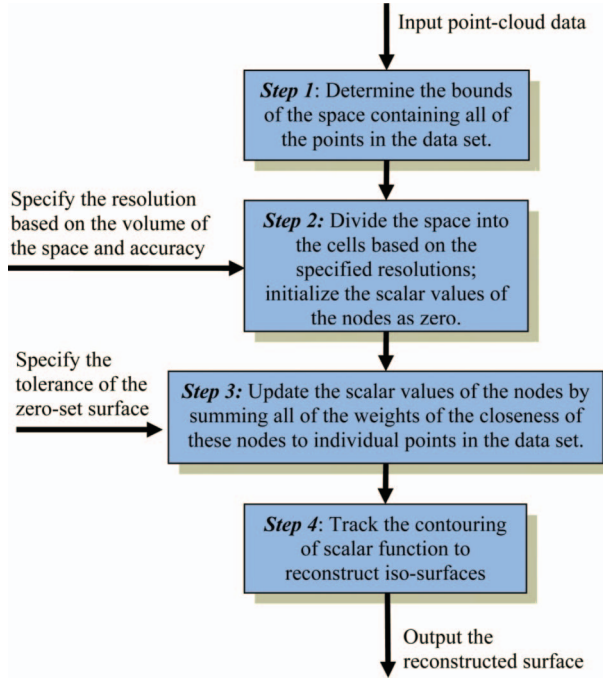 Input point-cloud data
Step 1: Determine the bounds
of the space containing all of
the points in the data set.
Specify the resolution
based on the volume of
the space and accuracy
Step 2: Divide the space into
the cells based on the
specified resolutions;
initialize the scalar values of
the nodes as zero.
Specify the
tolerance of the
zero-set surface
Step 3: Update the scalar values of the nodes by
summing all of the weights of the closeness of
these nodes to individual points in the data set.
Step 4: Track the contouring
of scalar function to
reconstruct iso-surfaces
Output the
reconstructed surface